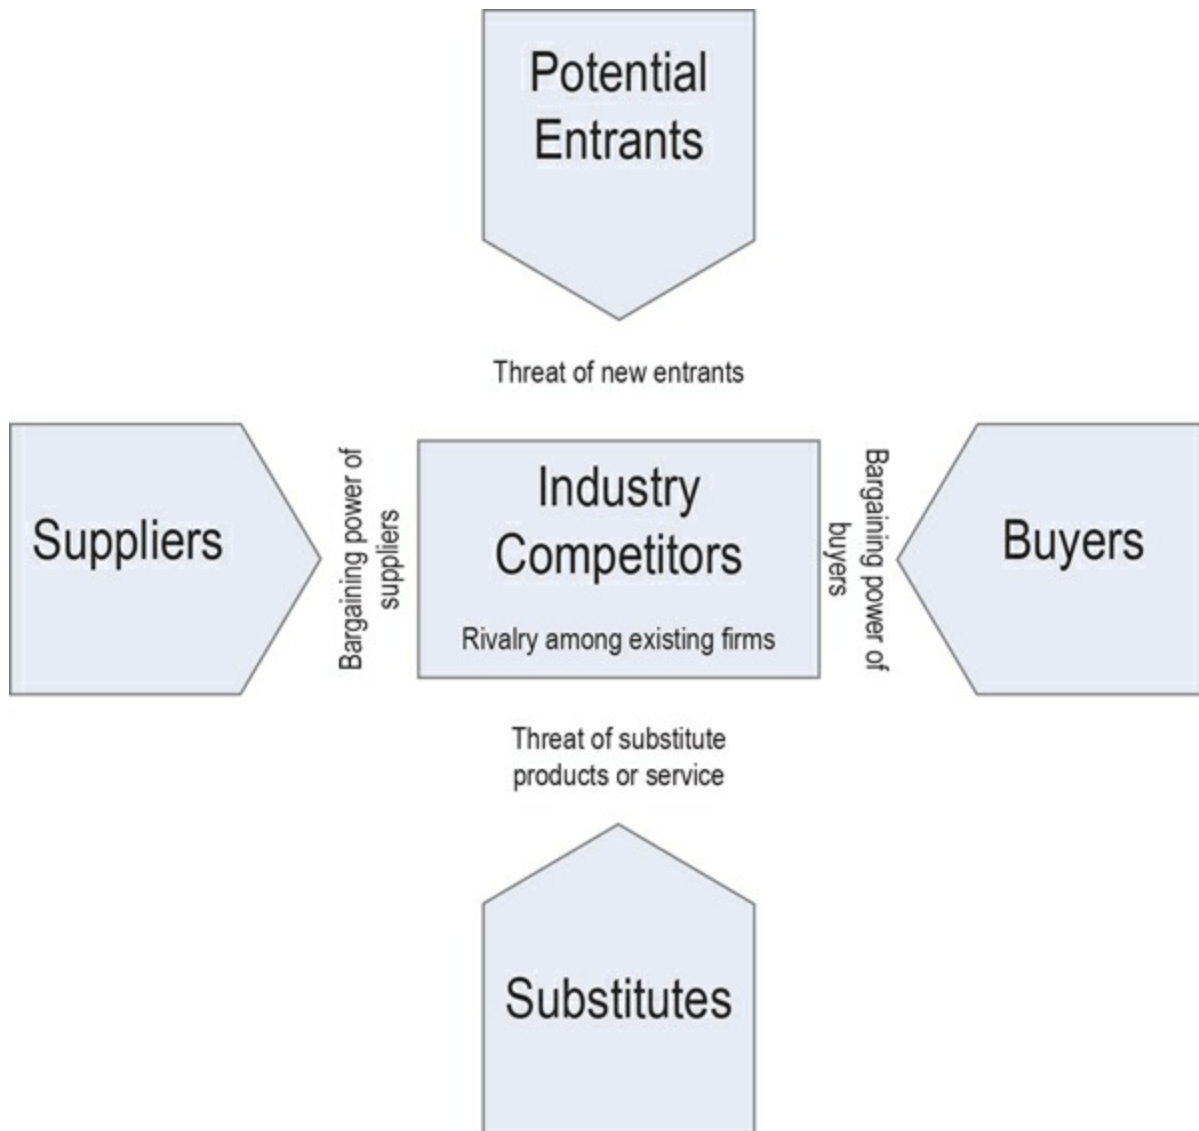 Potential
Entrants
Threat of new entrants
Suppliers
Bargaining power of
suppliers
Industry
Competitors
Rivalry among existing firms
Bargaining power of
buyers
Buyers
Threat of substitute
products or service
Substitutes